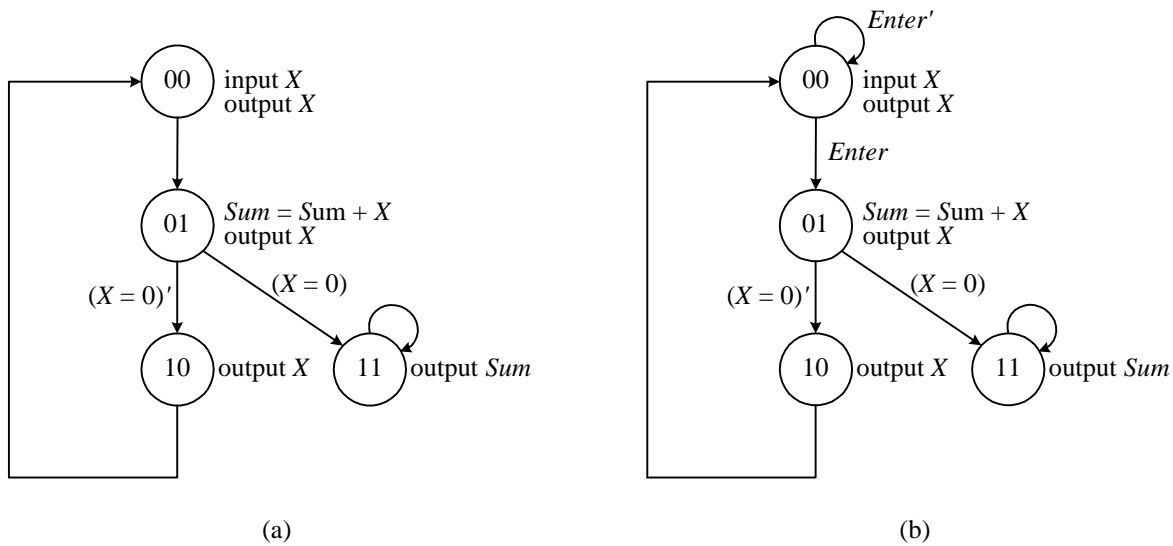 00
input X
output X
01
Sum = Sum + X
output X
(X = 0)'
(X = 0)
10
output X
11
output Sum
(a)
Enter'
00
input X
output X
Enter
01
Sum = Sum + X
output X
(X = 0)'
(X = 0)
10
output X
11
output Sum
(b)